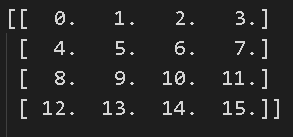 [[  0.   1.   2.   3.]
 [  4.   5.   6.   7.]
 [  8.   9.  10.  11.]
 [ 12.  13.  14.  15.]]